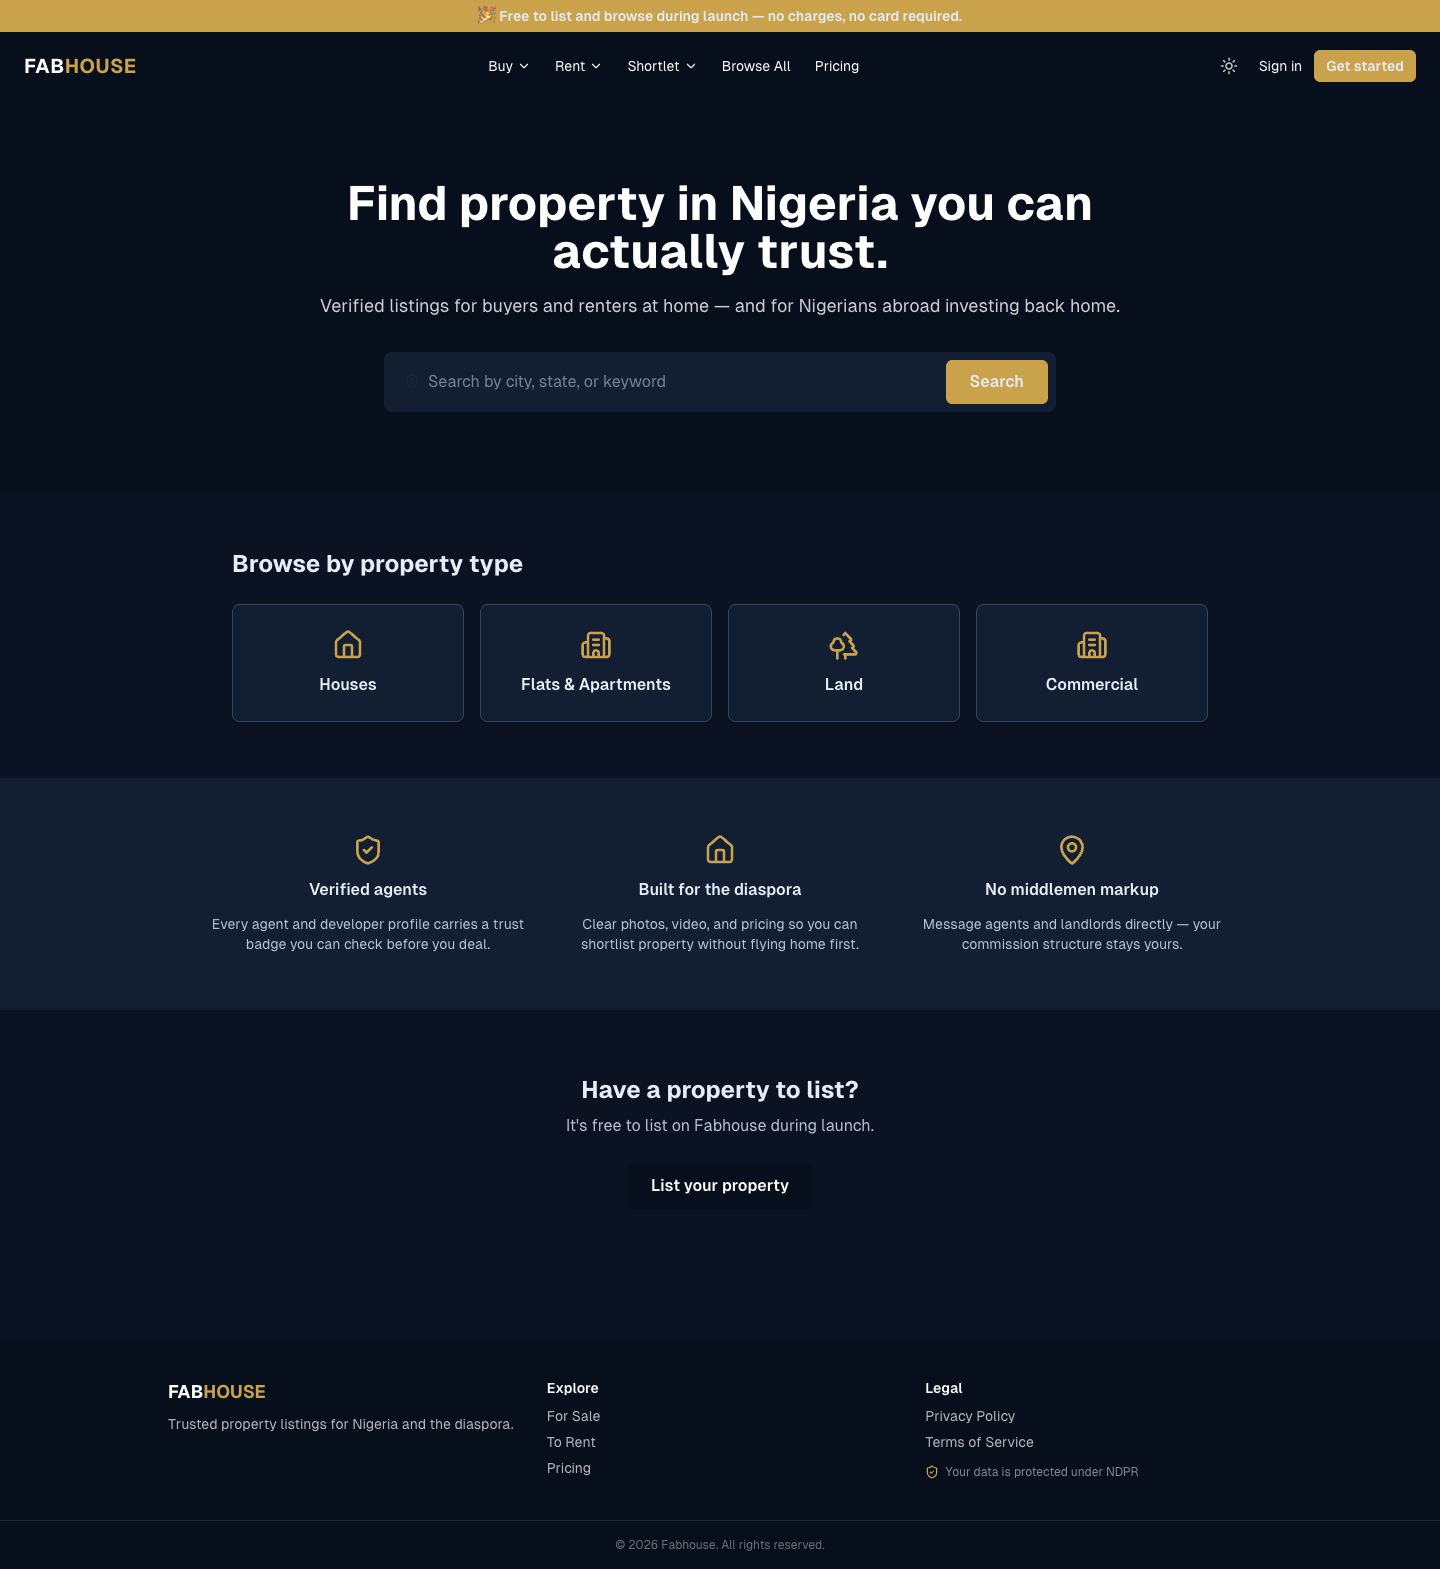 🎉 Free to list and browse during launch — no charges, no card required.
FABHOUSE
Buy
Rent
Shortlet
Browse All
Pricing
Sign in
Get started
Find property in Nigeria you can
actually trust.
Verified listings for buyers and renters at home — and for Nigerians abroad investing back home.
Search by city, state, or keyword
Search
Browse by property type
Houses
Flats & Apartments
Land
Commercial
Verified agents
Every agent and developer profile carries a trust
badge you can check before you deal.
Built for the diaspora
Clear photos, video, and pricing so you can
shortlist property without flying home first.
No middlemen markup
Message agents and landlords directly — your
commission structure stays yours.
Have a property to list?
It's free to list on Fabhouse during launch.
List your property
FABHOUSE
Trusted property listings for Nigeria and the diaspora.
Explore
For Sale
To Rent
Pricing
Legal
Privacy Policy
Terms of Service
Your data is protected under NDPR
© 2026 Fabhouse. All rights reserved.